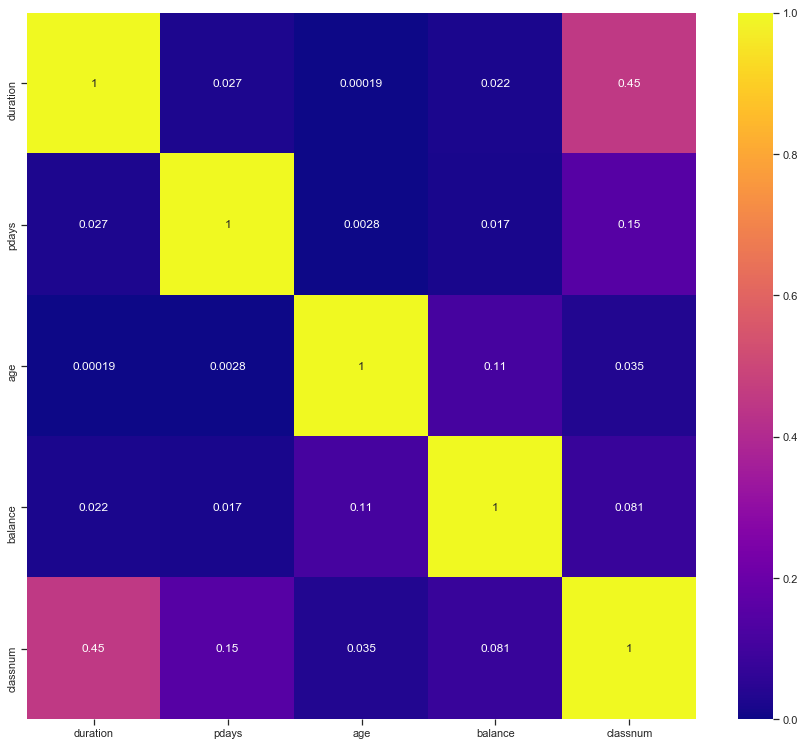 duration 1 0.027 0.00019 0.022 0.45
pdays 0.027 1 0.0028 0.017 0.15
age 0.00019 0.0028 1 0.11 0.035
balance 0.022 0.017 0.11 1 0.081
classnum 0.45 0.15 0.035 0.081 1
duration pdays age balance classnum
1.0
0.8
0.6
0.4
0.2
0.0